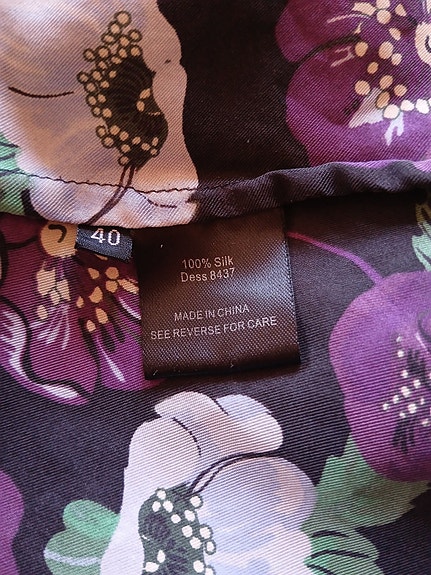 40
100% Silk
Dess 8437
MADE IN CHINA
SEE REVERSE FOR CARE